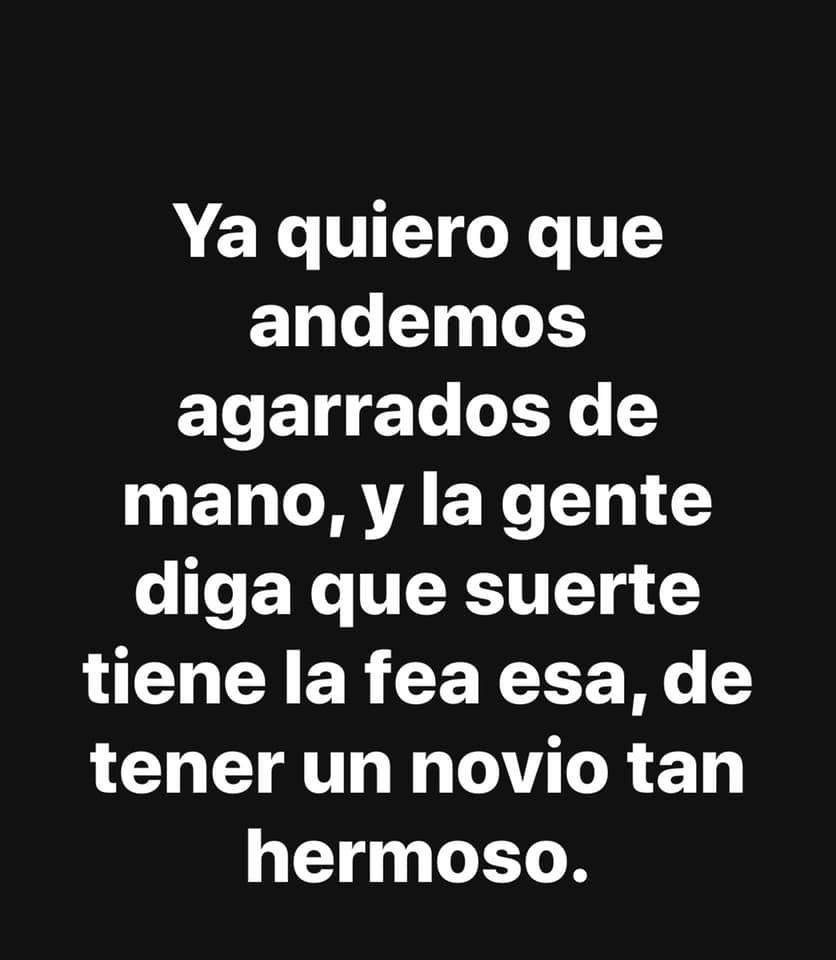 Ya quiero que
andemos
agarrados de
mano, y la gente
diga que suerte
tiene la fea esa, de
tener un novio tan
hermoso.